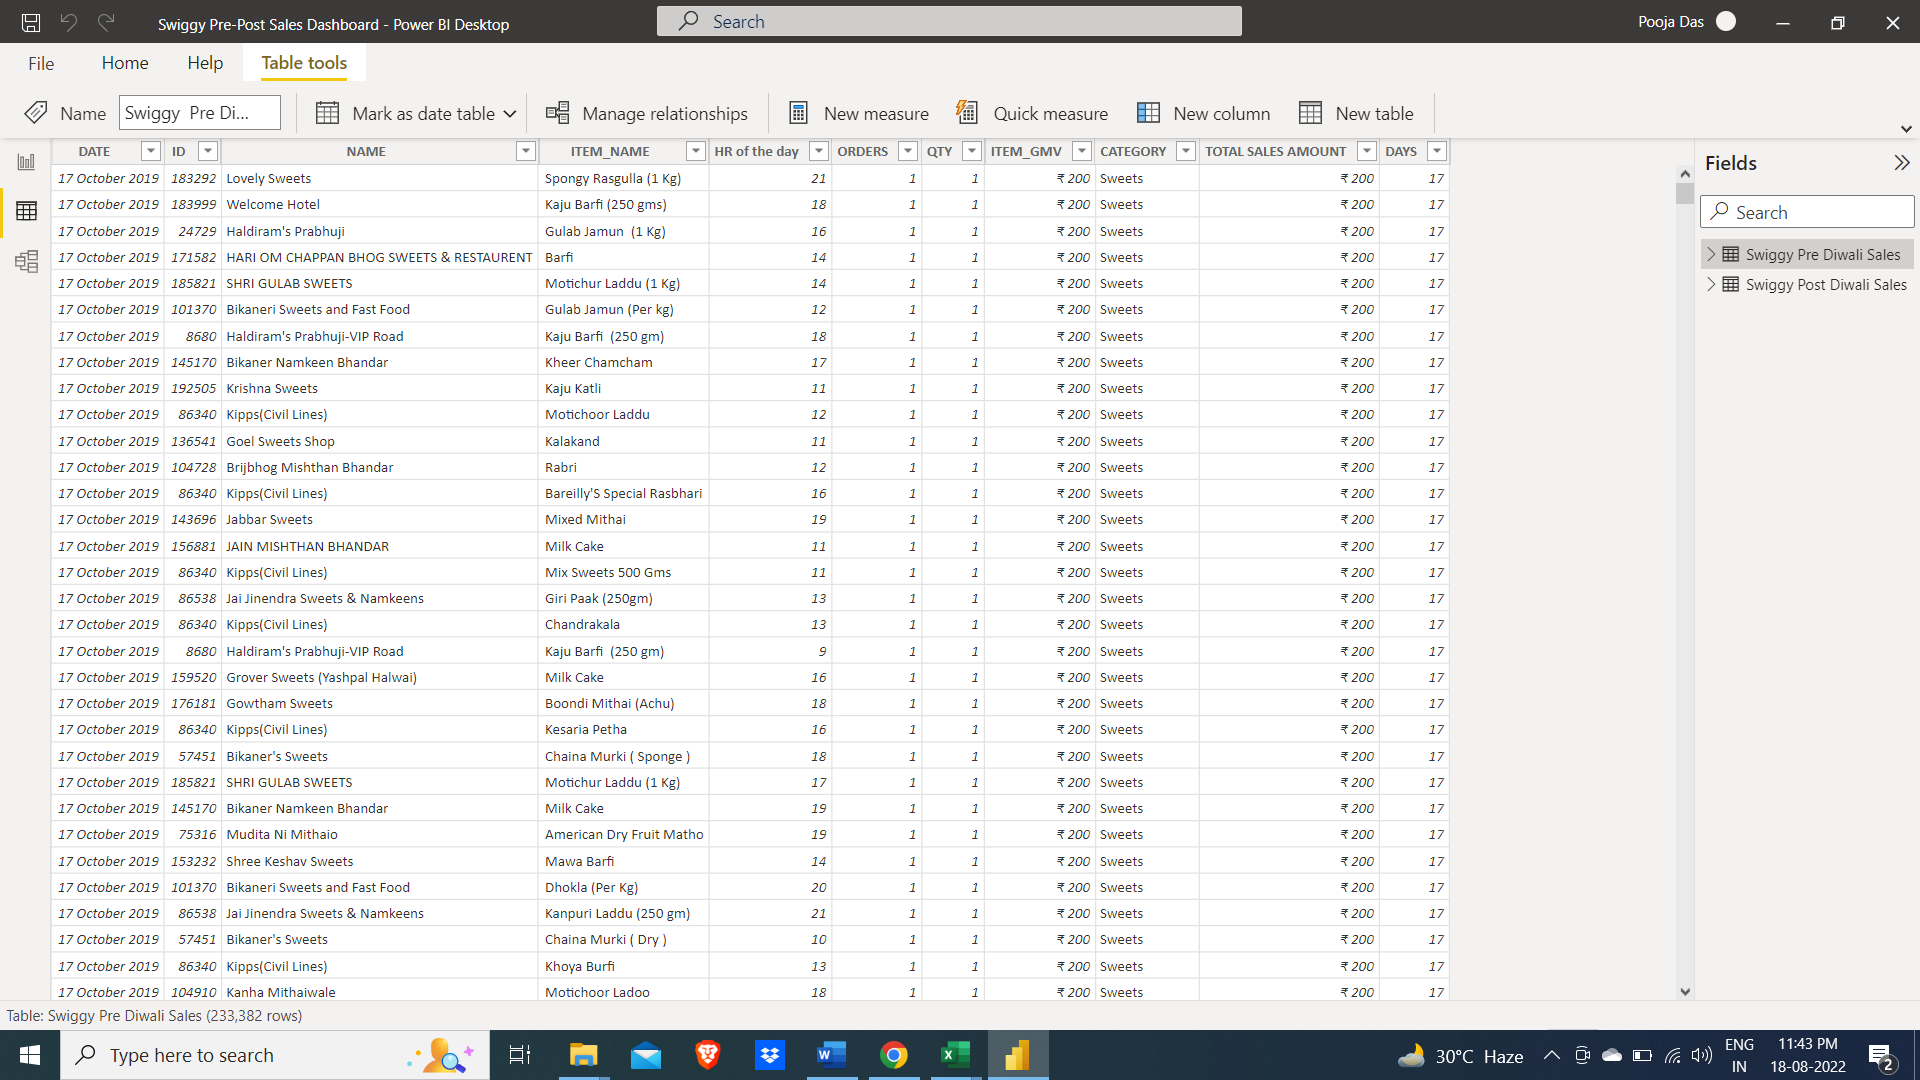 Swiggy Pre-Post Sales Dashboard - Power BI Desktop
Search
Pooja Das
File Home Help Table tools
Name Swiggy Pre Di... Mark as date table Manage relationships New measure Quick measure New column New table
DATE ID NAME ITEM_NAME HR of the day ORDERS QTY ITEM_GMV CATEGORY TOTAL SALES AMOUNT DAYS
17 October 2019 183292 Lovely Sweets Spongy Rasgulla (1 Kg) 21 1 1 ₹ 200 Sweets ₹ 200 17
17 October 2019 183999 Welcome Hotel Kaju Barfi (250 gms) 18 1 1 ₹ 200 Sweets ₹ 200 17
17 October 2019 24729 Haldiram's Prabhuji Gulab Jamun (1 Kg) 16 1 1 ₹ 200 Sweets ₹ 200 17
17 October 2019 171582 HARI OM CHAPPAN BHOG SWEETS & RESTAURENT Barfi 14 1 1 ₹ 200 Sweets ₹ 200 17
17 October 2019 185821 SHRI GULAB SWEETS Motichur Laddu (1 Kg) 14 1 1 ₹ 200 Sweets ₹ 200 17
17 October 2019 101370 Bikaneri Sweets and Fast Food Gulab Jamun (Per kg) 12 1 1 ₹ 200 Sweets ₹ 200 17
17 October 2019 8680 Haldiram's Prabhuji-VIP Road Kaju Barfi (250 gm) 18 1 1 ₹ 200 Sweets ₹ 200 17
17 October 2019 145170 Bikaner Namkeen Bhandar Kheer Chamcham 17 1 1 ₹ 200 Sweets ₹ 200 17
17 October 2019 192505 Krishna Sweets Kaju Katli 11 1 1 ₹ 200 Sweets ₹ 200 17
17 October 2019 86340 Kipps(Civil Lines) Motichoor Laddu 12 1 1 ₹ 200 Sweets ₹ 200 17
17 October 2019 136541 Goel Sweets Shop Kalakand 11 1 1 ₹ 200 Sweets ₹ 200 17
17 October 2019 104728 Brijbhog Mishthan Bhandar Rabri 12 1 1 ₹ 200 Sweets ₹ 200 17
17 October 2019 86340 Kipps(Civil Lines) Bareilly'S Special Rasbhari 16 1 1 ₹ 200 Sweets ₹ 200 17
17 October 2019 143696 Jabbar Sweets Mixed Mithai 19 1 1 ₹ 200 Sweets ₹ 200 17
17 October 2019 156881 JAIN MISHTHAN BHANDAR Milk Cake 11 1 1 ₹ 200 Sweets ₹ 200 17
17 October 2019 86340 Kipps(Civil Lines) Mix Sweets 500 Gms 11 1 1 ₹ 200 Sweets ₹ 200 17
17 October 2019 86538 Jai Jinendra Sweets & Namkeens Giri Paak (250gm) 13 1 1 ₹ 200 Sweets ₹ 200 17
17 October 2019 86340 Kipps(Civil Lines) Chandrakala 13 1 1 ₹ 200 Sweets ₹ 200 17
17 October 2019 8680 Haldiram's Prabhuji-VIP Road Kaju Barfi (250 gm) 9 1 1 ₹ 200 Sweets ₹ 200 17
17 October 2019 159520 Grover Sweets (Yashpal Halwai) Milk Cake 16 1 1 ₹ 200 Sweets ₹ 200 17
17 October 2019 176181 Gowtham Sweets Boondi Mithai (Achu) 18 1 1 ₹ 200 Sweets ₹ 200 17
17 October 2019 86340 Kipps(Civil Lines) Kesaria Petha 16 1 1 ₹ 200 Sweets ₹ 200 17
17 October 2019 57451 Bikaner's Sweets Chaina Murki ( Sponge ) 18 1 1 ₹ 200 Sweets ₹ 200 17
17 October 2019 185821 SHRI GULAB SWEETS Motichur Laddu (1 Kg) 17 1 1 ₹ 200 Sweets ₹ 200 17
17 October 2019 145170 Bikaner Namkeen Bhandar Milk Cake 19 1 1 ₹ 200 Sweets ₹ 200 17
17 October 2019 75316 Mudita Ni Mithaio American Dry Fruit Matho 19 1 1 ₹ 200 Sweets ₹ 200 17
17 October 2019 153232 Shree Keshav Sweets Mawa Barfi 14 1 1 ₹ 200 Sweets ₹ 200 17
17 October 2019 101370 Bikaneri Sweets and Fast Food Dhokla (Per Kg) 20 1 1 ₹ 200 Sweets ₹ 200 17
17 October 2019 86538 Jai Jinendra Sweets & Namkeens Kanpuri Laddu (250 gm) 21 1 1 ₹ 200 Sweets ₹ 200 17
17 October 2019 57451 Bikaner's Sweets Chaina Murki ( Dry ) 10 1 1 ₹ 200 Sweets ₹ 200 17
17 October 2019 86340 Kipps(Civil Lines) Khoya Burfi 13 1 1 ₹ 200 Sweets ₹ 200 17
17 October 2019 104910 Kanha Mithaiwale Motichoor Ladoo 18 1 1 ₹ 200 Sweets ₹ 200 17
Fields
Search
Swiggy Pre Diwali Sales
Swiggy Post Diwali Sales
Table: Swiggy Pre Diwali Sales (233,382 rows)
Type here to search
30°C Haze
ENG
IN
11:43 PM
18-08-2022
2